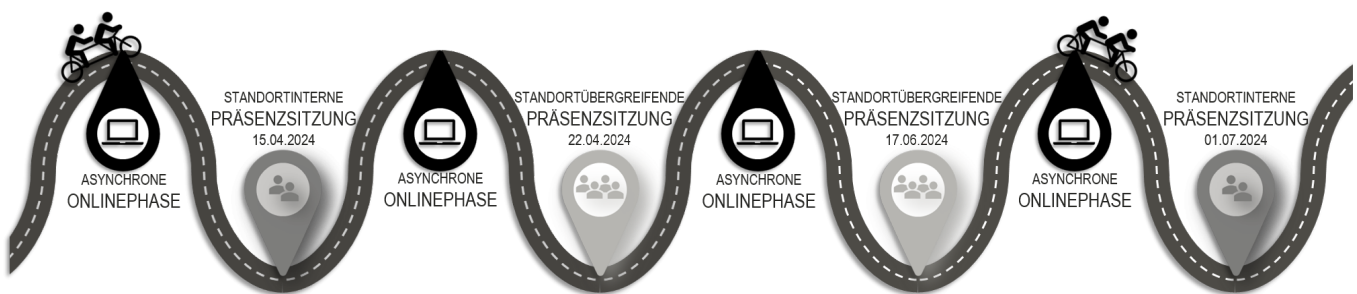 ASYNCHRONE
ONLINEPHASE
STANDORTINTERNE
PRÄSENZSITZUNG
15.04.2024
ASYNCHRONE
ONLINEPHASE
STANDORTÜBERGREIFENDE
PRÄSENZSITZUNG
22.04.2024
ASYNCHRONE
ONLINEPHASE
STANDORTÜBERGREIFENDE
PRÄSENZSITZUNG
17.06.2024
ASYNCHRONE
ONLINEPHASE
STANDORTINTERNE
PRÄSENZSITZUNG
01.07.2024